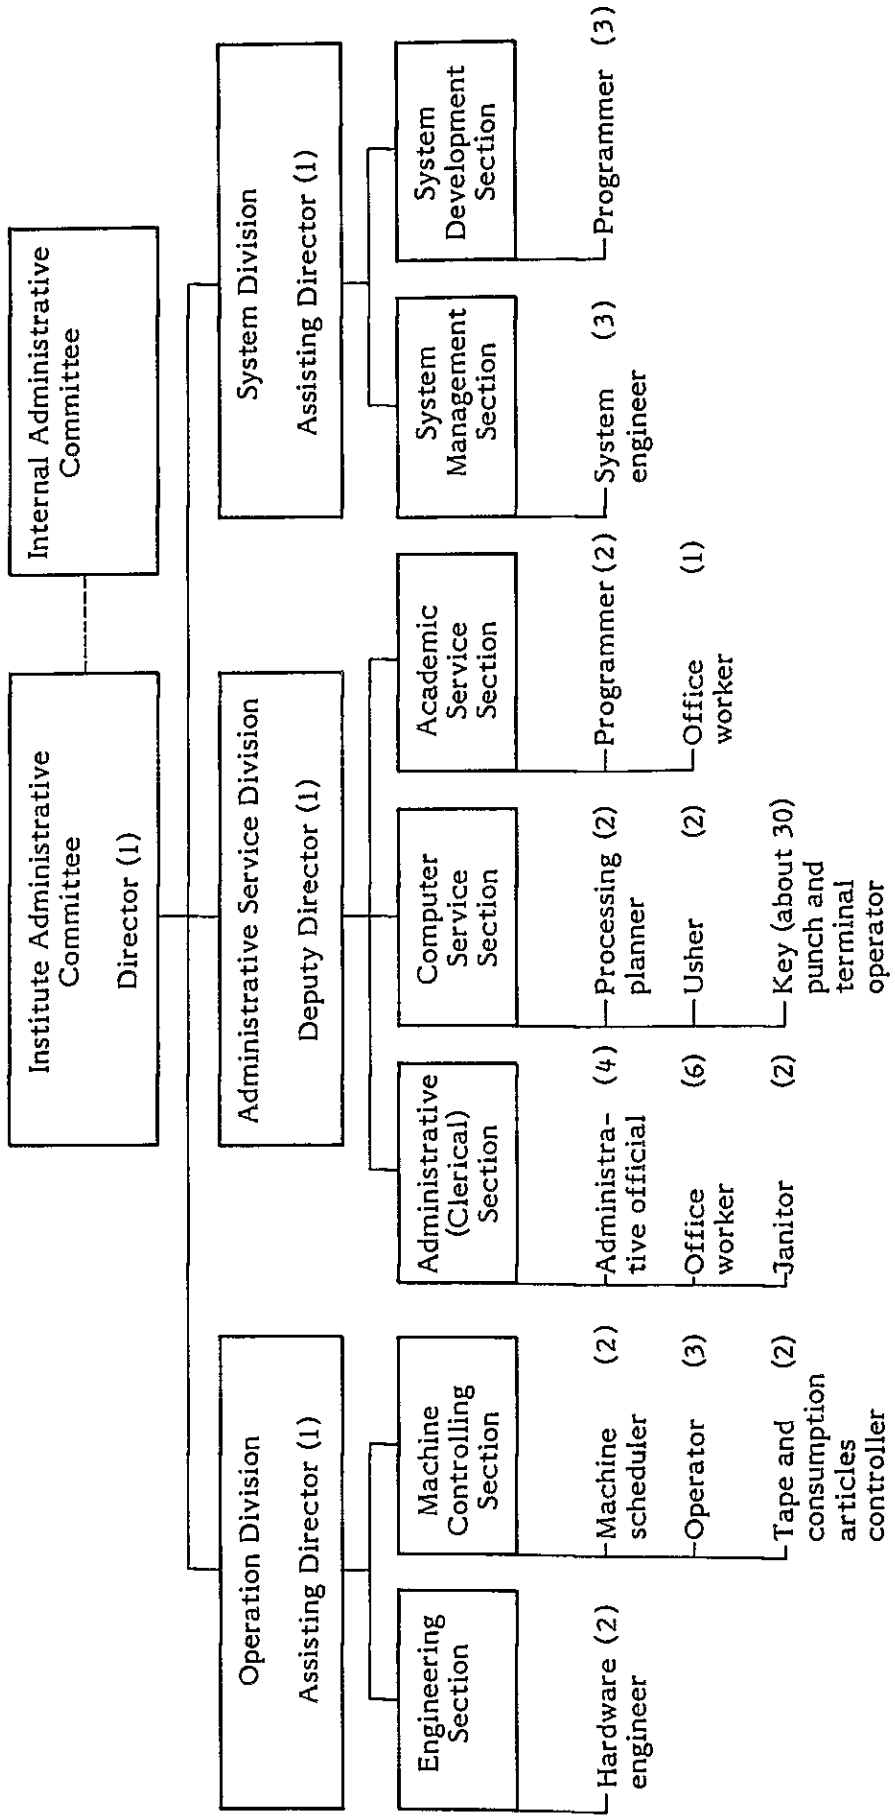 Institute Administrative
Committee
Director (1)
Internal Administrative
Committee
Operation Division
Assisting Director (1)
Administrative Service Division
Deputy Director (1)
System Division
Assisting Director (1)
Engineering
Section
Hardware (2)
engineer
Machine
Controlling
Section
Machine (2)
scheduler
Operator (3)
Tape and (2)
consumption
articles
controller
Administrative
(Clerical)
Section
Administra- (4)
tive official
Office (6)
worker
Janitor (2)
Computer
Service
Section
Processing (2)
planner
Usher (2)
Key (about 30)
punch and
terminal
operator
Academic
Service
Section
Programmer (2)
Office (1)
worker
System
Management
Section
System (3)
engineer
System
Development
Section
Programmer (3)